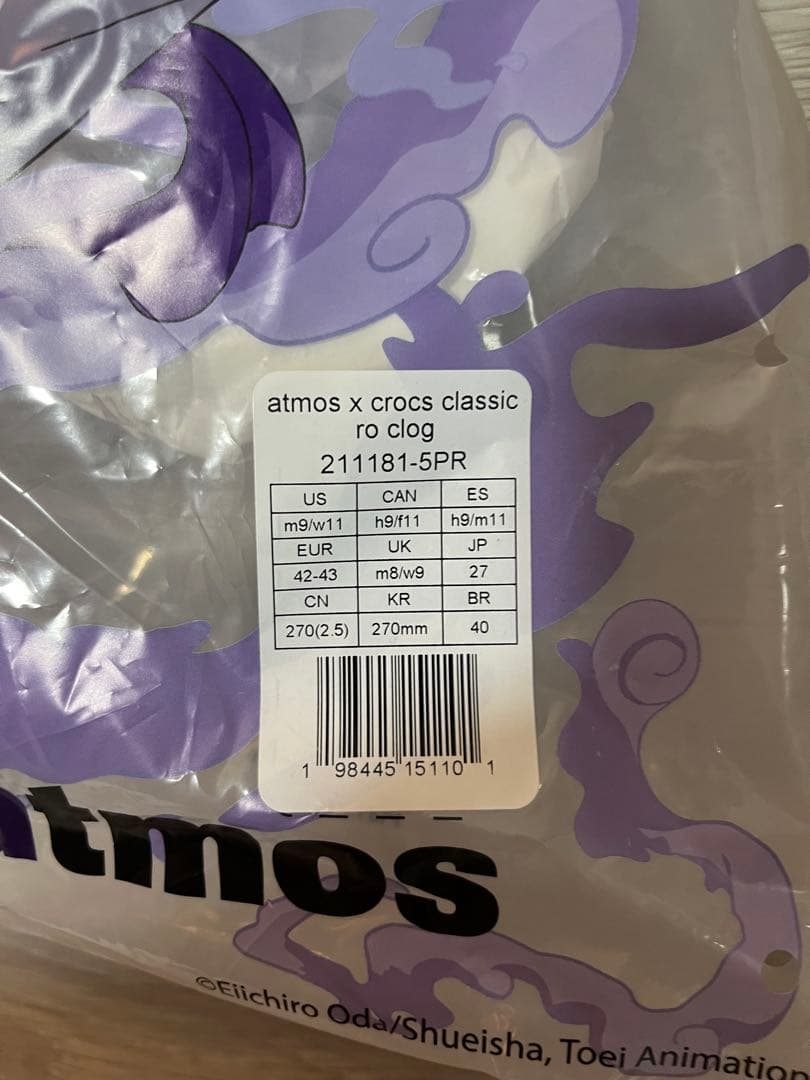 atmos x crocs classic
ro clog
211181-5PR
US CAN ES
m9/w11 h9/f11 h9/m11
EUR UK JP
42-43 m8/w9 27
CN KR BR
270(2.5) 270mm 40
1 98445 15110 1
atmos
©Eiichiro Oda/Shueisha, Toei Animation